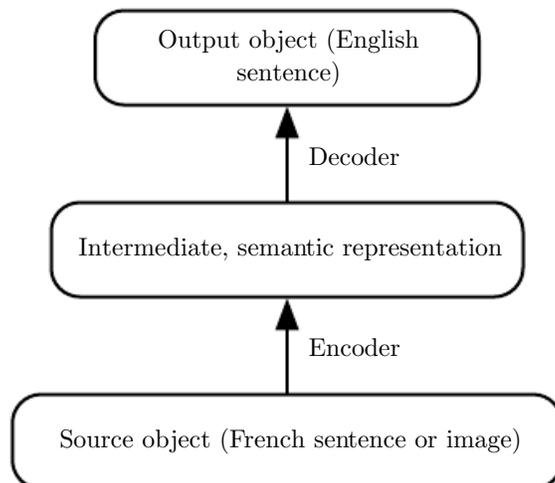 Output object (English
sentence)
Decoder
Intermediate, semantic representation
Encoder
Source object (French sentence or image)